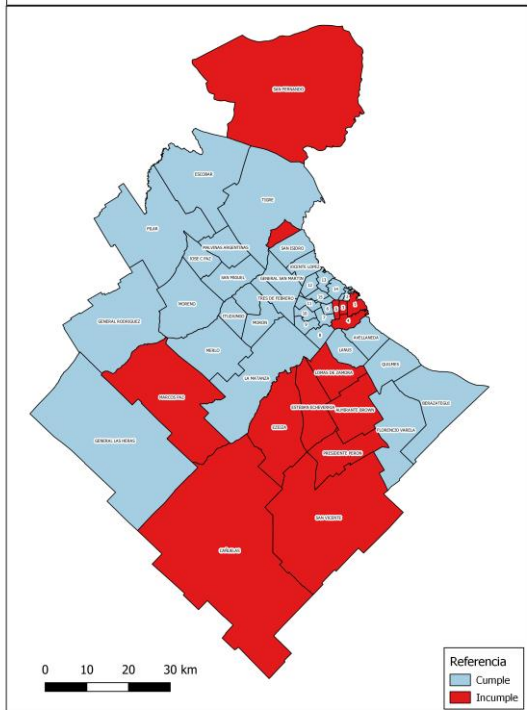 SAN FERNANDO
ESCOBAR
TIGRE
PILAR
MALVINAS ARGENTINAS
SAN ISIDRO
JOSE C PAZ
VICENTE LOPEZ
SAN MIGUEL
GENERAL SAN MARTIN
MORENO
TRES DE FEBRERO
GENERAL RODRIGUEZ
ITUZAINGO
MORON
MERLO
AVELLANEDA
LANUS
QUILMES
LA MATANZA
LOMAS DE ZAMORA
MARCOS PAZ
BERAZATEGUI
ESTEBAN ECHEVERRIA
ALMIRANTE BROWN
EZEIZA
FLORENCIO VARELA
GENERAL LAS HERAS
PRESIDENTE PERON
SAN VICENTE
CAÑUELAS
0 10 20 30 km
Referencia
Cumple
Incumple